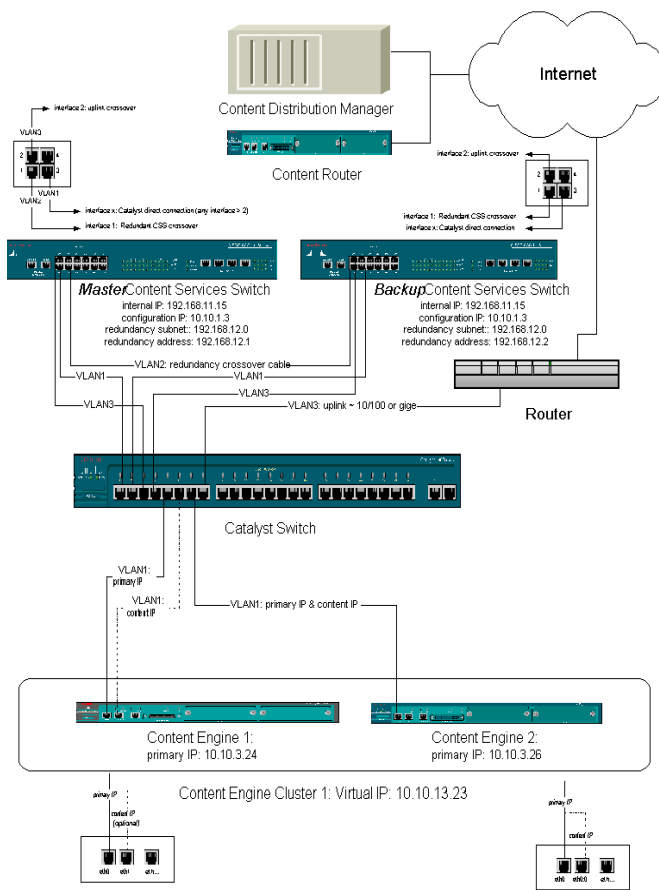 Internet
Content Distribution Manager
Content Router
interface 2: uplink crossover
VLAN3
2
4
1
3
VLAN1
VLAN2
interface x: Catalyst direct connection (any interface > 2)
interface 1: Redundant CSS crossover
interface 2: uplink crossover
2
4
1
3
interface 1: Redundant CSS crossover
interface x: Catalyst direct connection
Master Content Services Switch
internal IP: 192.168.11.15
configuration IP: 10.10.1.3
redundancy subnet:: 192.168.12.0
redundancy address: 192.168.12.1
Backup Content Services Switch
internal IP: 192.168.11.15
configuration IP: 10.10.1.3
redundancy subnet: 192.168.12.0
redundancy address: 192.168.12.2
VLAN2: redundancy crossover cable
VLAN1
VLAN1
VLAN3
VLAN3
VLAN3: uplink ~ 10/100 or gige
Router
Catalyst Switch
VLAN1:
primary IP
VLAN1:
content IP
VLAN1: primary IP & content IP
Content Engine 1:
primary IP: 10.10.3.24
Content Engine 2:
primary IP: 10.10.3.26
Content Engine Cluster 1: Virtual IP: 10.10.13.23
primary IP
content IP
(optional)
eth0
eth1
eth...
primary IP
content IP
eth0
eth0:0
eth...